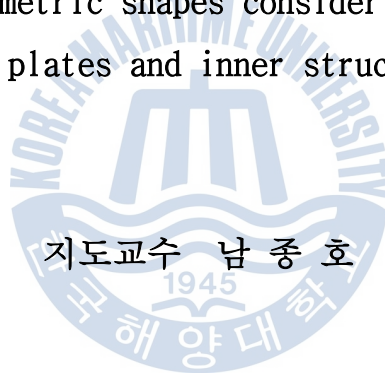 metric shapes consider
plates and inner struc
KOREA MARITIME UNIVERSITY
지도교수 남 종 호
1945
한국해양대학교